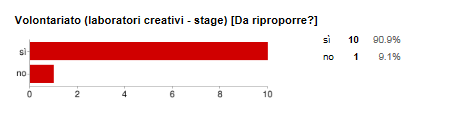 Volontariato (laboratori creativi - stage) [Da riproporre?]
sì 10 90.9%
no 1 9.1%
sì
no
0 2 4 6 8 10